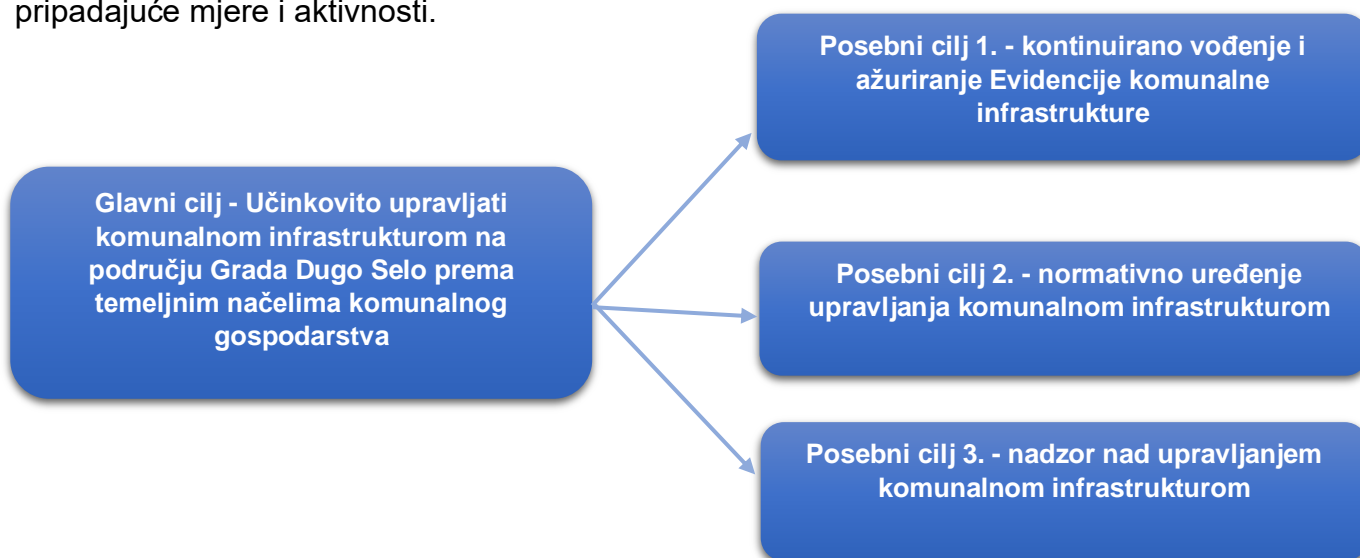 pripadajuće mjere i aktivnosti.
Glavni cilj - Učinkovito upravljati
komunalnom infrastrukturom na
području Grada Dugo Selo prema
temeljnim načelima komunalnog
gospodarstva
Posebni cilj 1. - kontinuirano vođenje i
ažuriranje Evidencije komunalne
infrastrukture
Posebni cilj 2. - normativno uređenje
upravljanja komunalnom infrastrukturom
Posebni cilj 3. - nadzor nad upravljanjem
komunalnom infrastrukturom